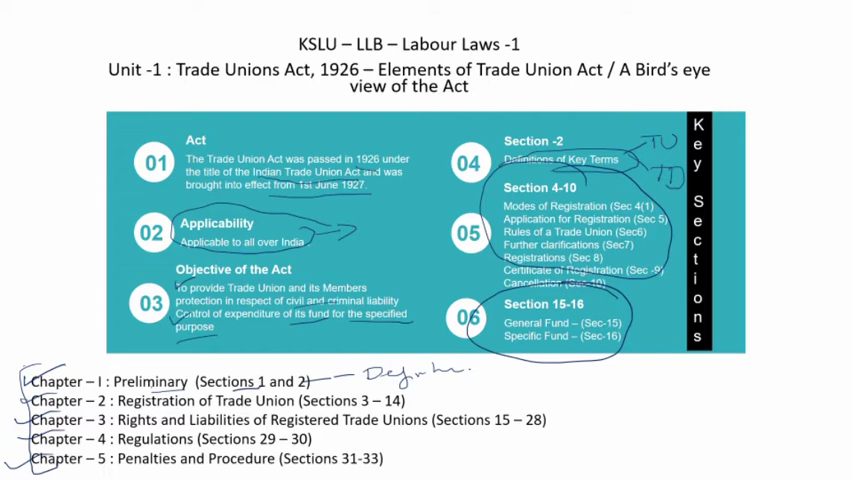 KSLU – LLB – Labour Laws -1
Unit -1 : Trade Unions Act, 1926 – Elements of Trade Union Act / A Bird's eye
view of the Act
01
Act
The Trade Union Act was passed in 1926 under
the title of the Indian Trade Union Act and was
brought into effect from 1st June 1927.
02
Applicability
Applicable to all over India
03
Objective of the Act
To provide Trade Union and its Members
protection in respect of civil and criminal liability
Control of expenditure of its fund for the specified
purpose
04
Section -2
Definitions of Key Terms
TU
TD
05
Section 4-10
Modes of Registration (Sec 4(1)
Application for Registration (Sec 5)
Rules of a Trade Union (Sec6)
Further clarifications (Sec7)
Registrations (Sec 8)
Certificate of Registration (Sec -9)
Cancellation (Sec-10)
06
Section 15-16
General Fund – (Sec-15)
Specific Fund – (Sec-16)
Key Sections
Chapter – I : Preliminary (Sections 1 and 2)
Chapter – 2 : Registration of Trade Union (Sections 3 – 14)
Chapter – 3 : Rights and Liabilities of Registered Trade Unions (Sections 15 – 28)
Chapter – 4 : Regulations (Sections 29 – 30)
Chapter – 5 : Penalties and Procedure (Sections 31-33)